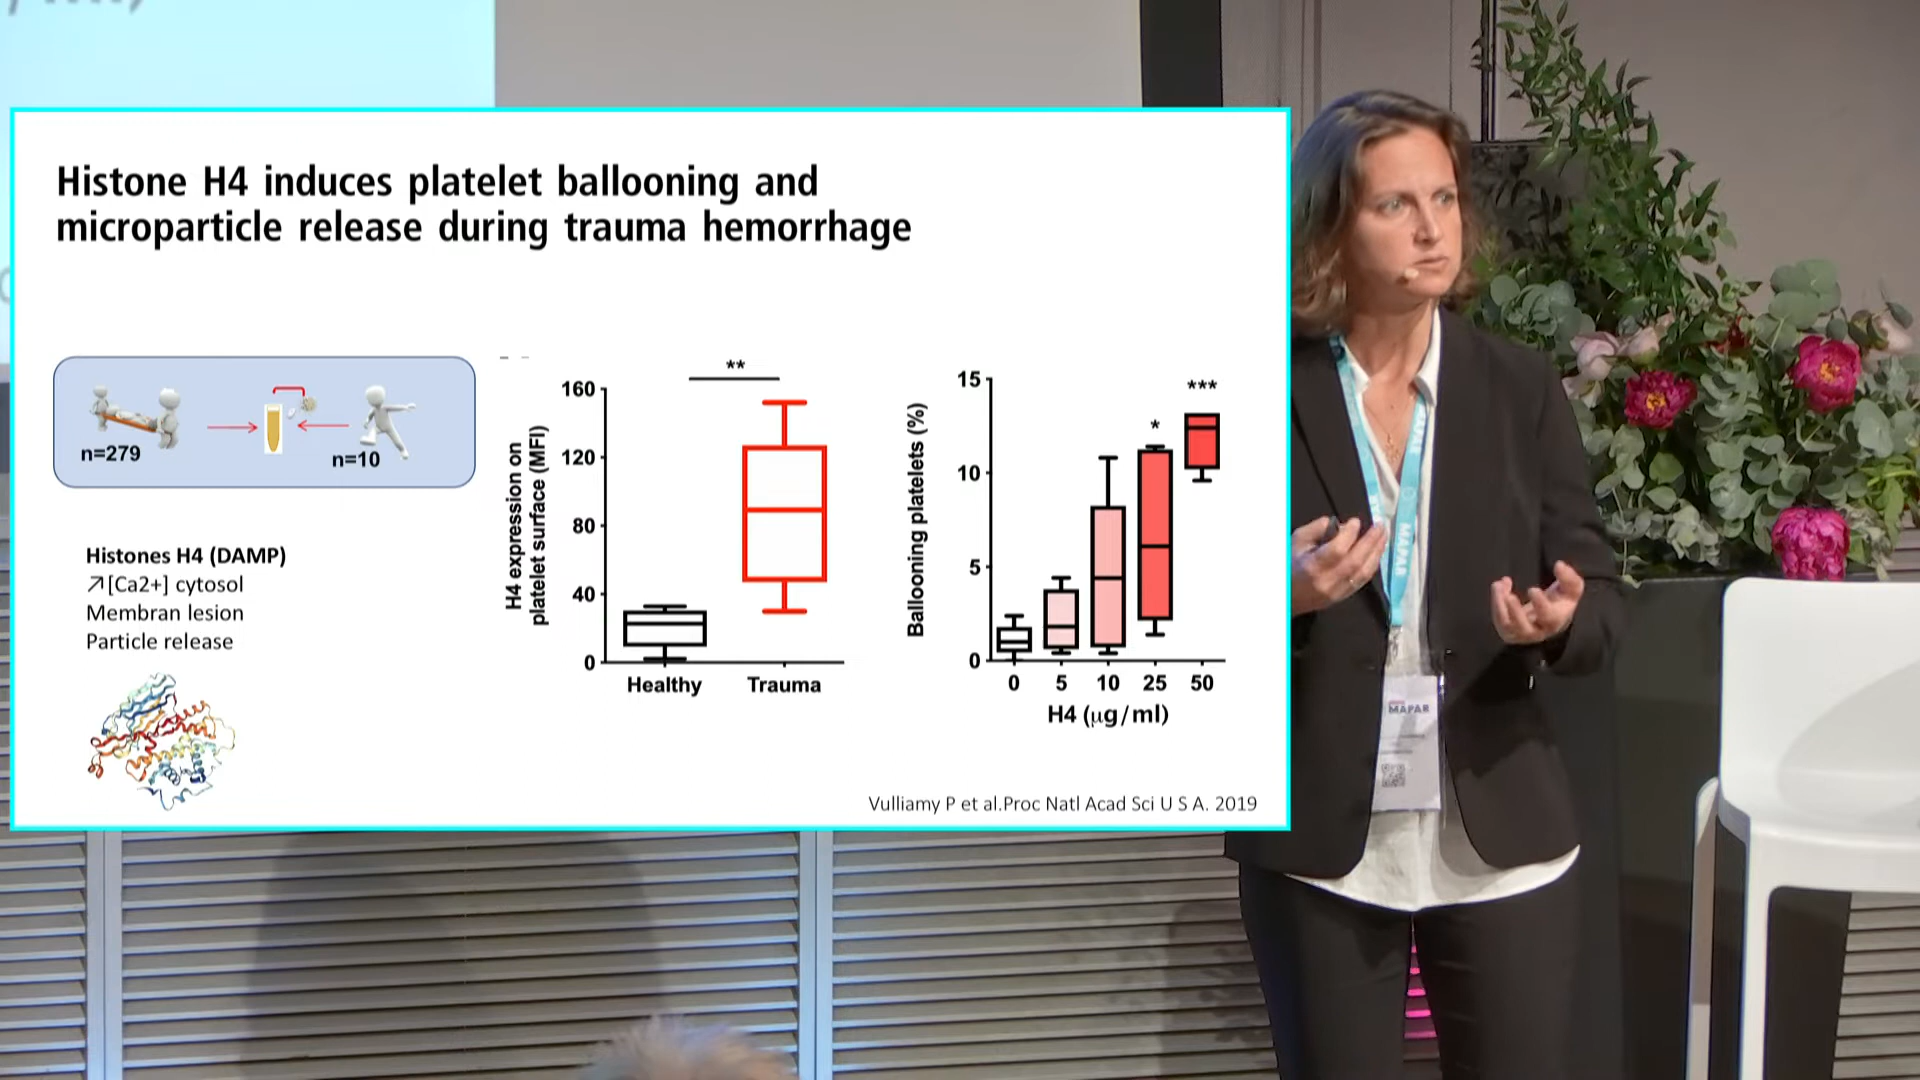 Histone H4 induces platelet ballooning and
microparticle release during trauma hemorrhage
n=279
n=10
Histones H4 (DAMP)
↗[Ca2+] cytosol
Membran lesion
Particle release
H4 expression on
platelet surface (MFI)
160
120
80
40
0
**
Healthy
Trauma
Ballooning platelets (%)
15
10
5
0
*
***
0
5
10
25
50
H4 (µg/ml)
Vulliamy P et al.Proc Natl Acad Sci U S A. 2019
MAPAR
MAPAR